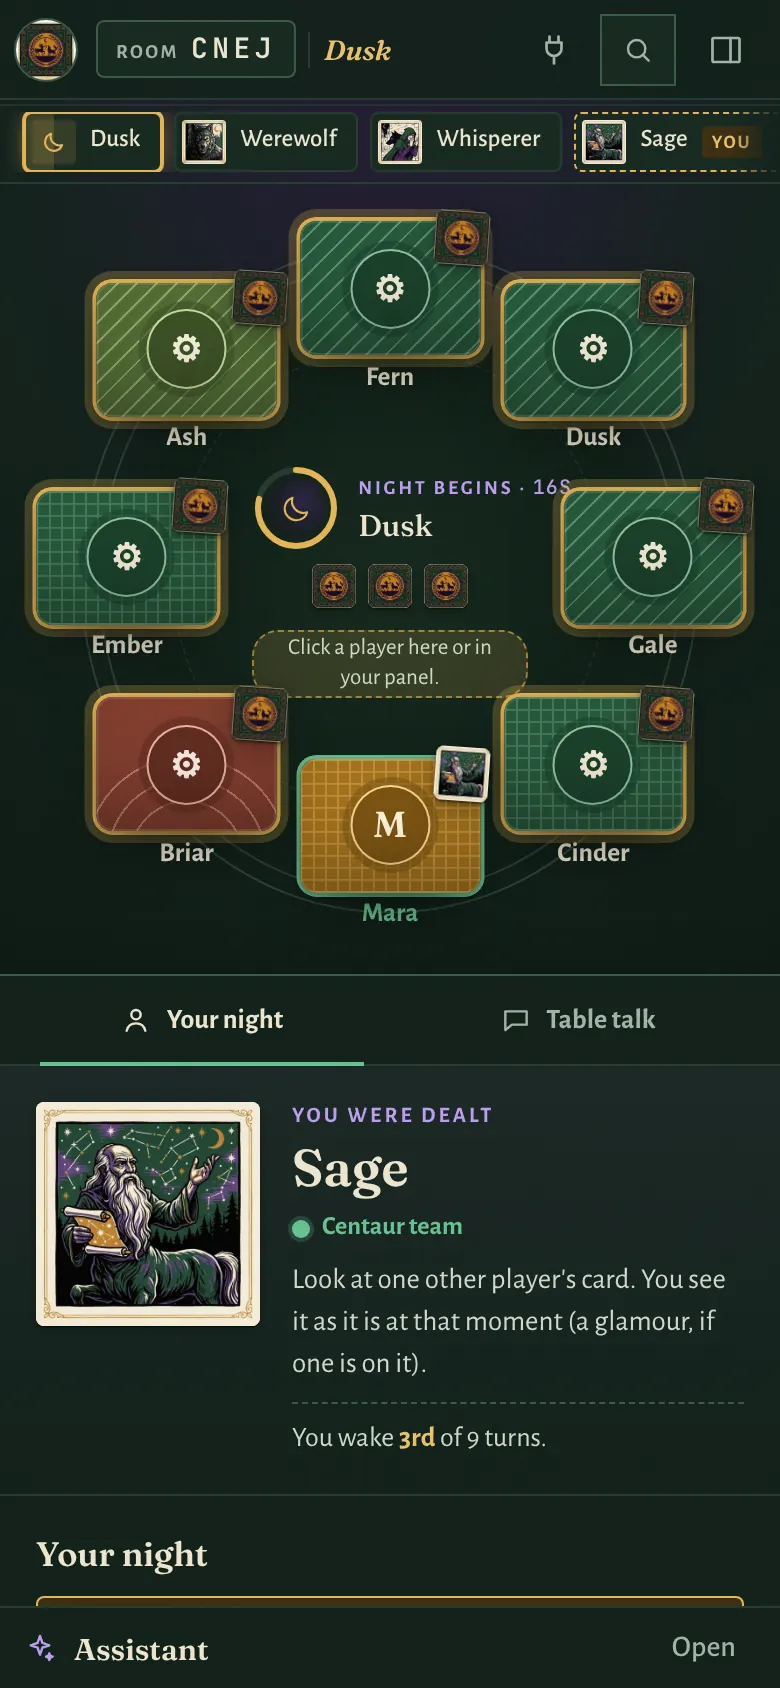 ROOM CNEJ
Dusk
Dusk
Werewolf
Whisperer
Sage YOU
Fern
Ash
Dusk
NIGHT BEGINS · 16S
Dusk
Ember
Gale
Click a player here or in
your panel.
M
Briar
Cinder
Mara
Your night
Table talk
YOU WERE DEALT
Sage
Centaur team
Look at one other player's card. You see
it as it is at that moment (a glamour, if
one is on it).
You wake 3rd of 9 turns.
Your night
Assistant
Open